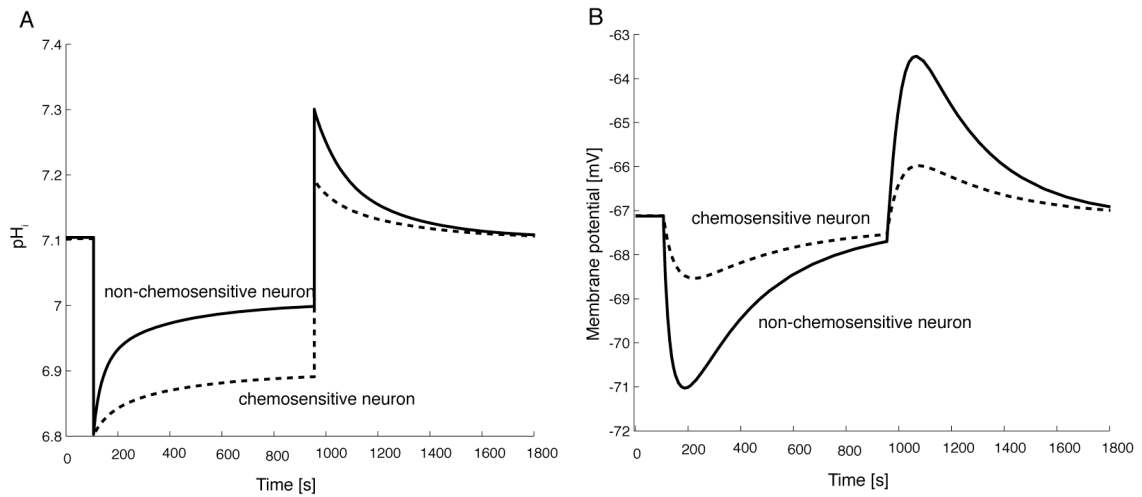 A
7.4
7.3
7.2
7.1
7
6.9
6.8
pHi
non-chemosensitive neuron
chemosensitive neuron
0 200 400 600 800 1000 1200 1400 1600 1800
Time [s]
B
-63
-64
-65
-66
-67
-68
-69
-70
-71
-72
Membrane potential [mV]
chemosensitive neuron
non-chemosensitive neuron
0 200 400 600 800 1000 1200 1400 1600 1800
Time [s]